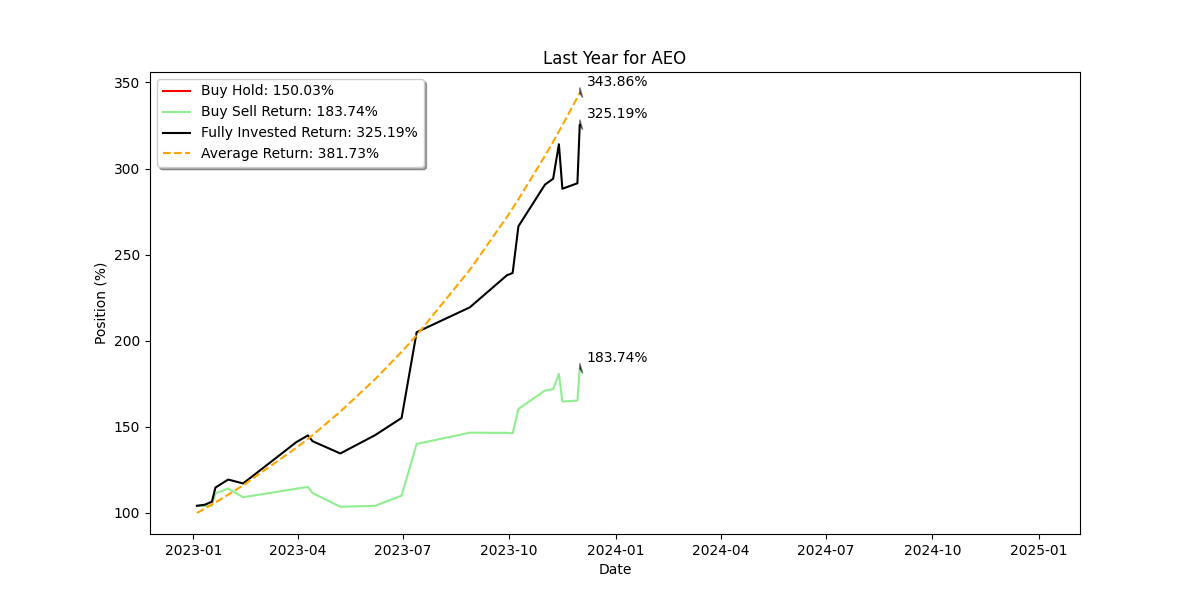 Last Year for AEO
Buy Hold: 150.03%
Buy Sell Return: 183.74%
Fully Invested Return: 325.19%
Average Return: 381.73%
343.86%
325.19%
183.74%
Position (%)
350
300
250
200
150
100
2023-01
2023-04
2023-07
2023-10
2024-01
2024-04
2024-07
2024-10
2025-01
Date